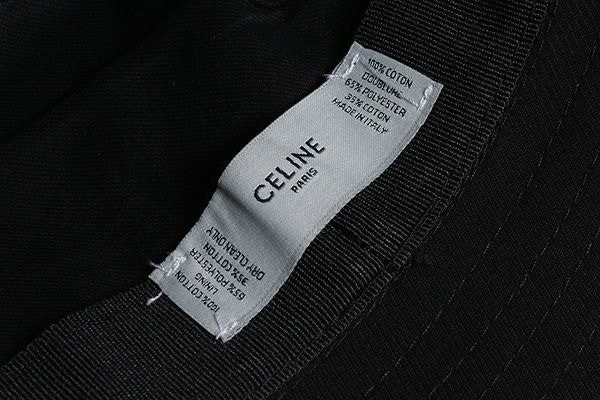 100% COTON
DOUBLURE
65% POLYESTER
35% COTON
MADE IN ITALY
CELINE
PARIS
100% COTTON
LINING
65% POLYESTER
35% COTTON
DRY CLEAN ONLY